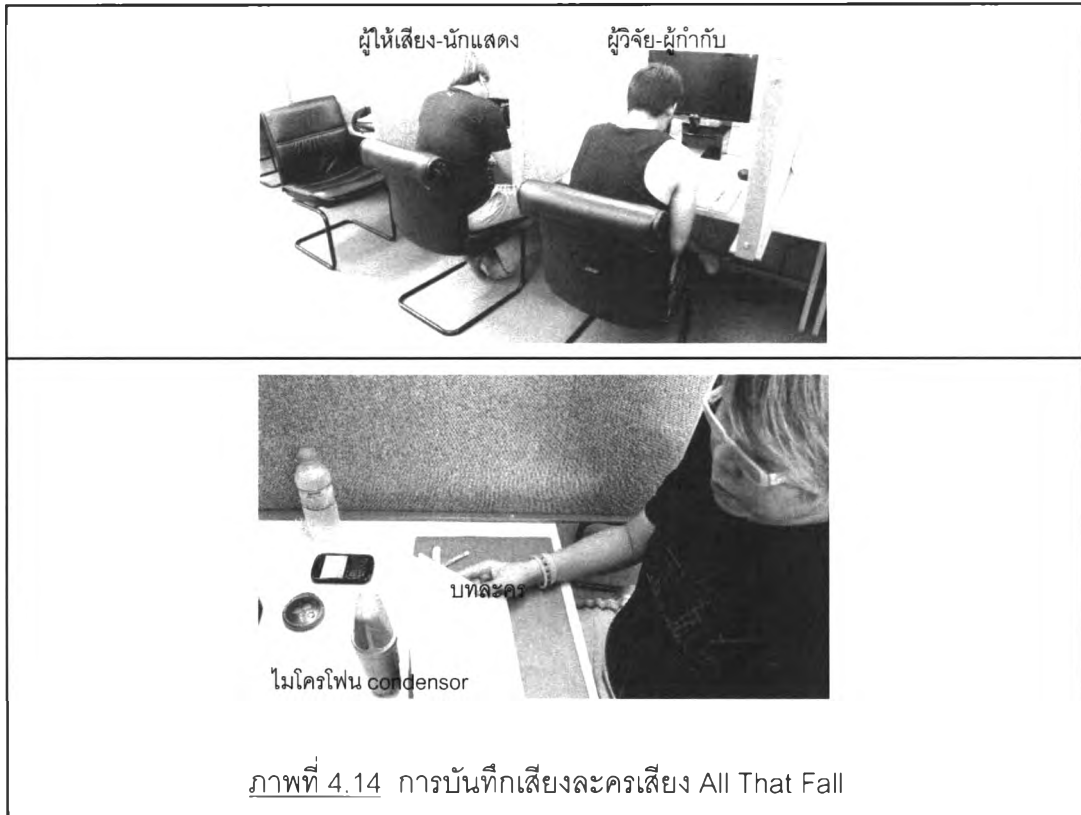 ผู้ให้เสียง-นักแสดง ผู้วิจัย-ผู้กำกับ
บทละคร
ไมโครโฟน condensor
ภาพที่ 4.14 การบันทึกเสียงละครเสียง All That Fall